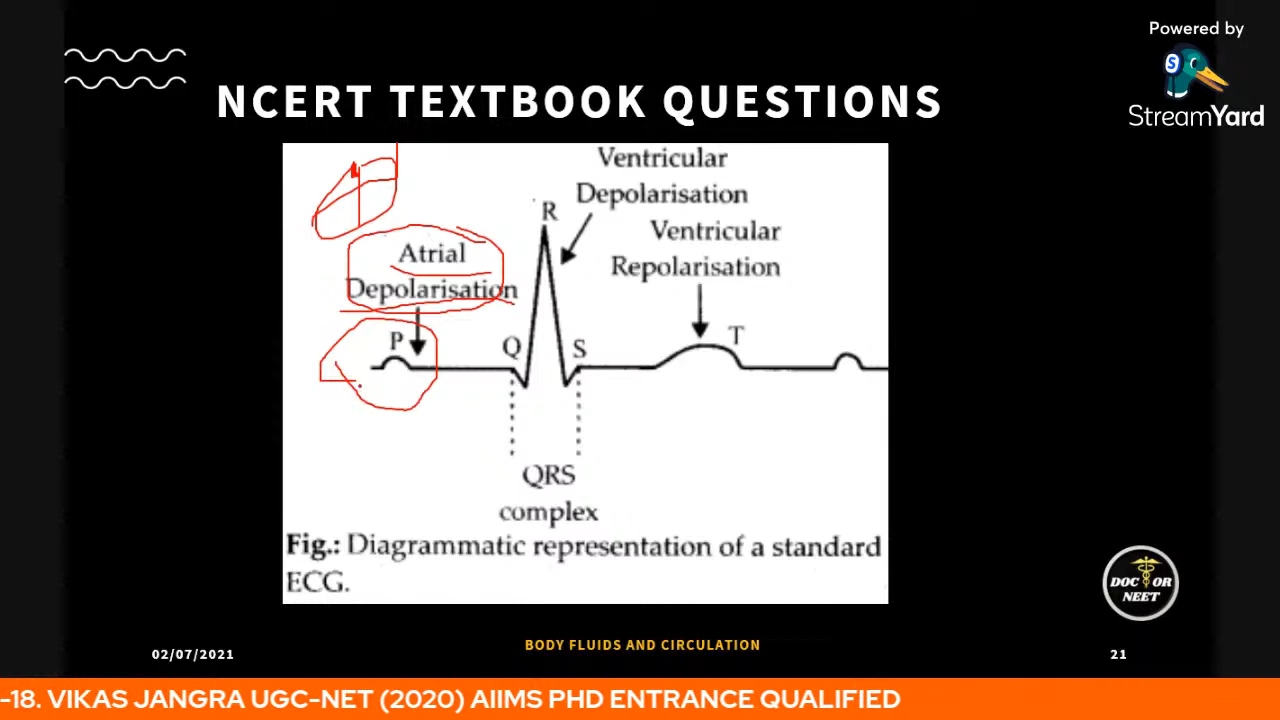 Powered by
StreamYard
NCERT TEXTBOOK QUESTIONS
Ventricular
Depolarisation
R
Ventricular
Repolarisation
Atrial
Depolarisation
P
Q
S
T
QRS
complex
Fig.: Diagrammatic representation of a standard
ECG.
DOCTOR
NEET
BODY FLUIDS AND CIRCULATION
02/07/2021
21
-18. VIKAS JANGRA UGC-NET (2020) AIIMS PHD ENTRANCE QUALIFIED